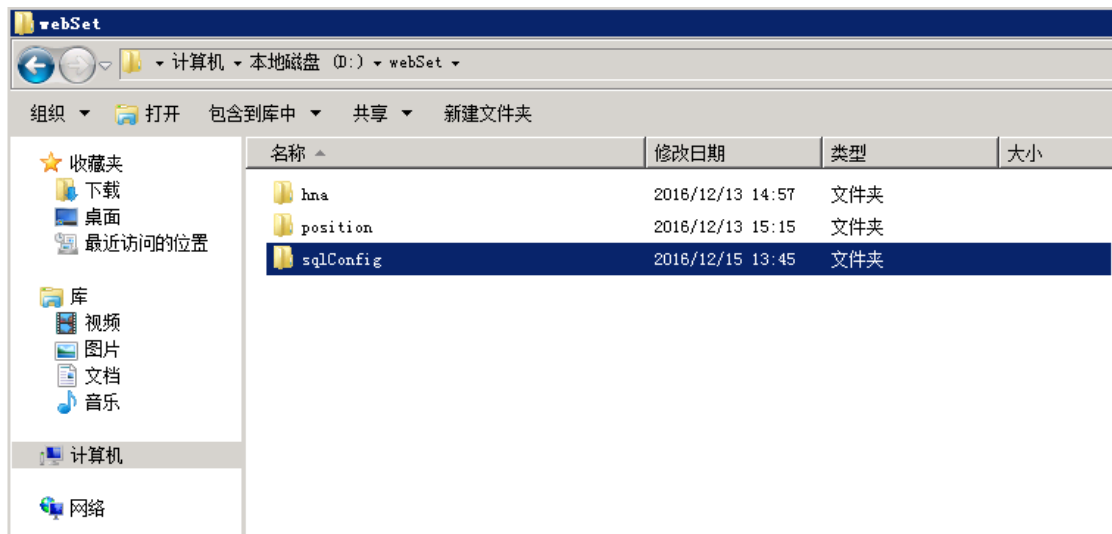 webSet
计算机 本地磁盘 (D:) webSet
组织 打开 包含到库中 共享 新建文件夹
名称 修改日期 类型 大小
收藏夹
下载
桌面
最近访问的位置
库
视频
图片
文档
音乐
计算机
网络
hna 2016/12/13 14:57 文件夹
position 2016/12/13 15:15 文件夹
sqlConfig 2016/12/15 13:45 文件夹